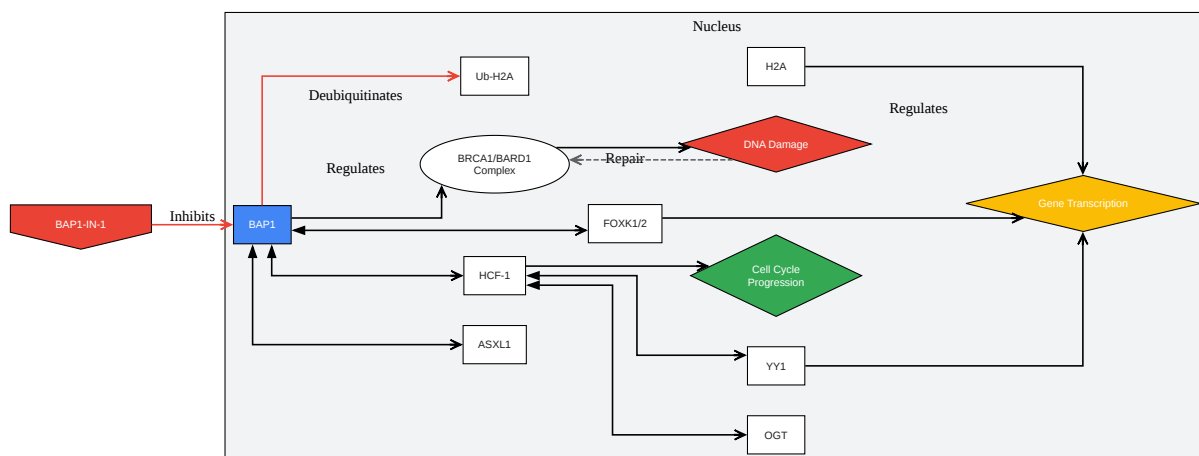 Nucleus
H2A
Ub-H2A
Deubiquitinates
Regulates
DNA Damage
BRCA1/BARD1
Complex
Repair
Regulates
Gene Transcription
BAP1-IN-1
Inhibits
BAP1
FOXK1/2
HCF-1
Cell Cycle
Progression
ASXL1
YY1
OGT